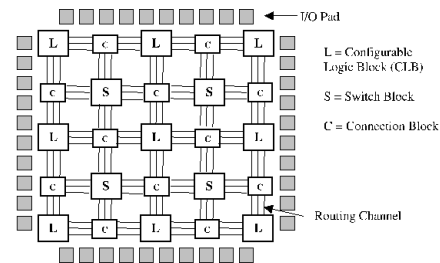 I/O Pad
L C L C L
L = Configurable
Logic Block (CLB)
C S C S C
S = Switch Block
L C L C L
C = Connection Block
C S C S C
Routing Channel
L C L C L